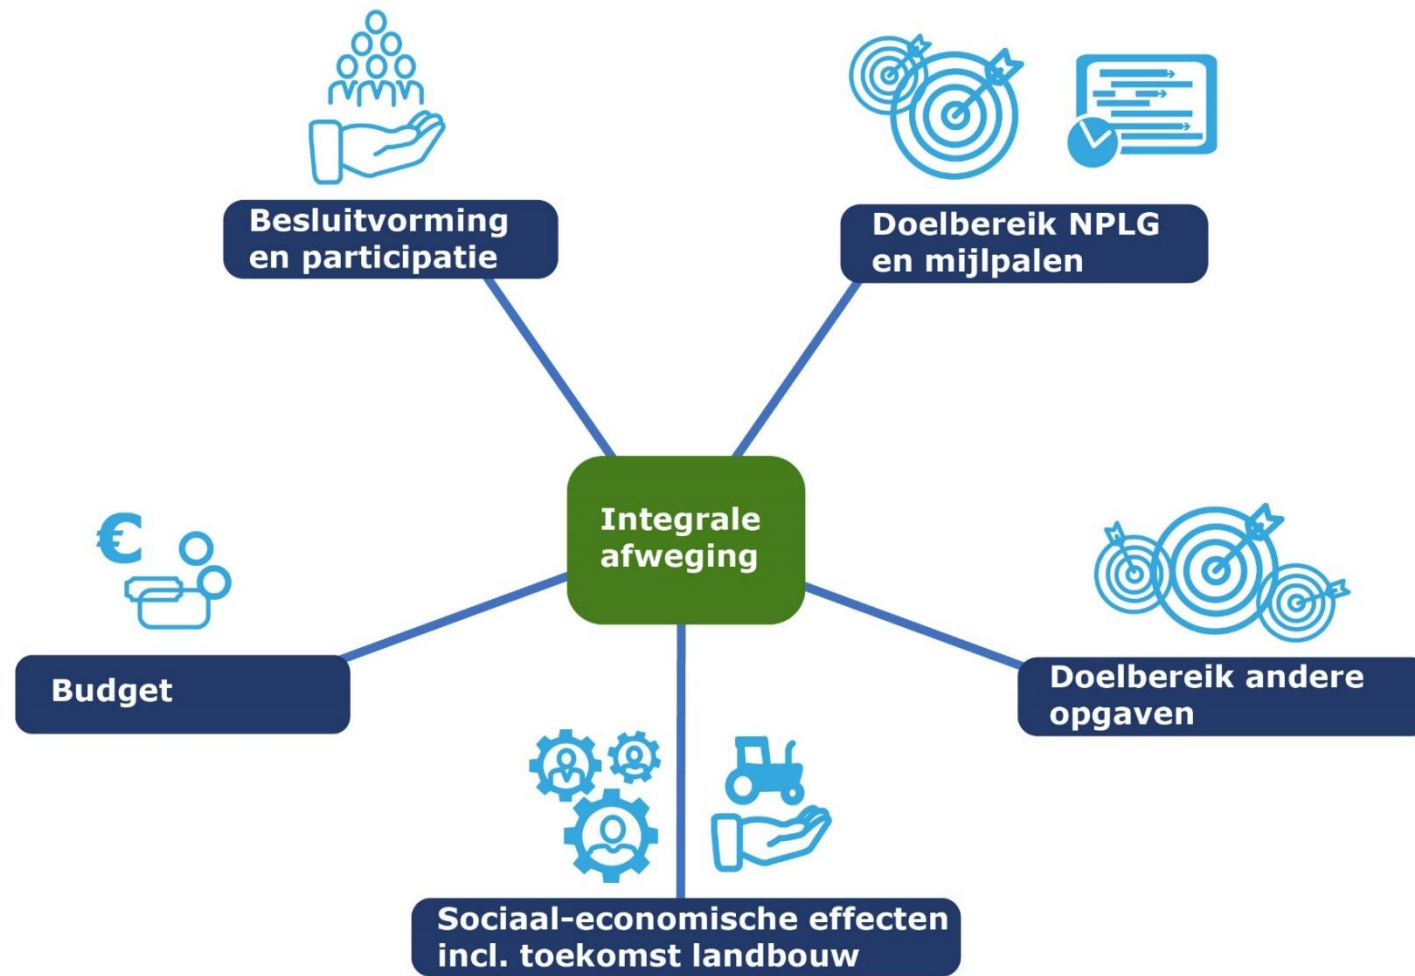 Besluitvorming
en participatie
Doelbereik NPLG
en mijlpalen
Integrale
afweging
€
Budget
Doelbereik andere
opgaven
Sociaal-economische effecten
incl. toekomst landbouw